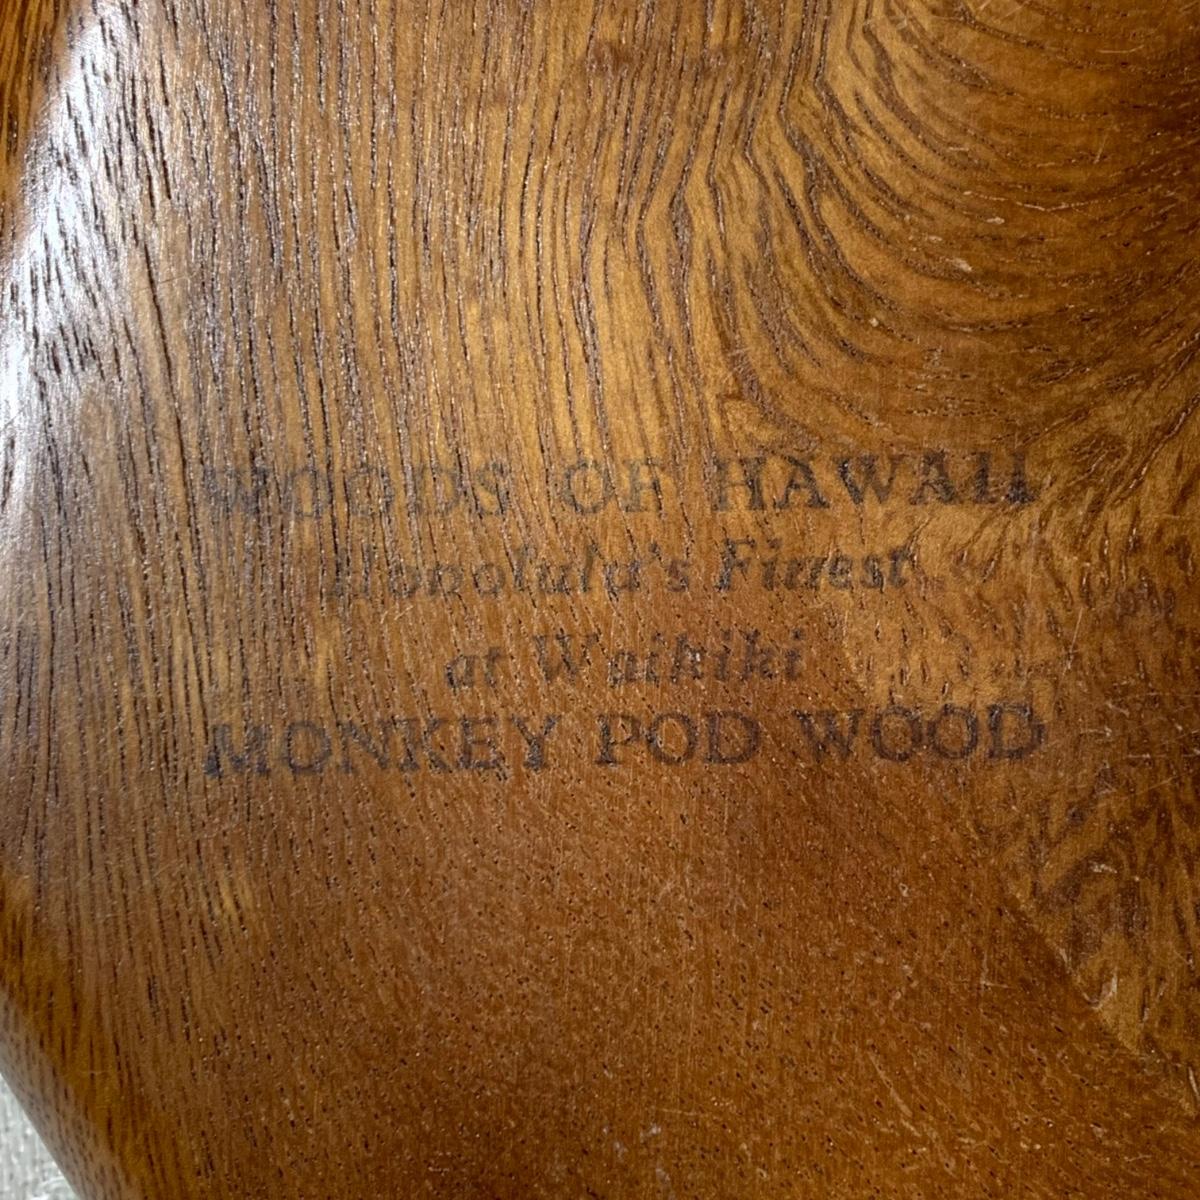 WOODS OF HAWAII
Honolulu's Finest
at Waikiki
MONKEY POD WOOD